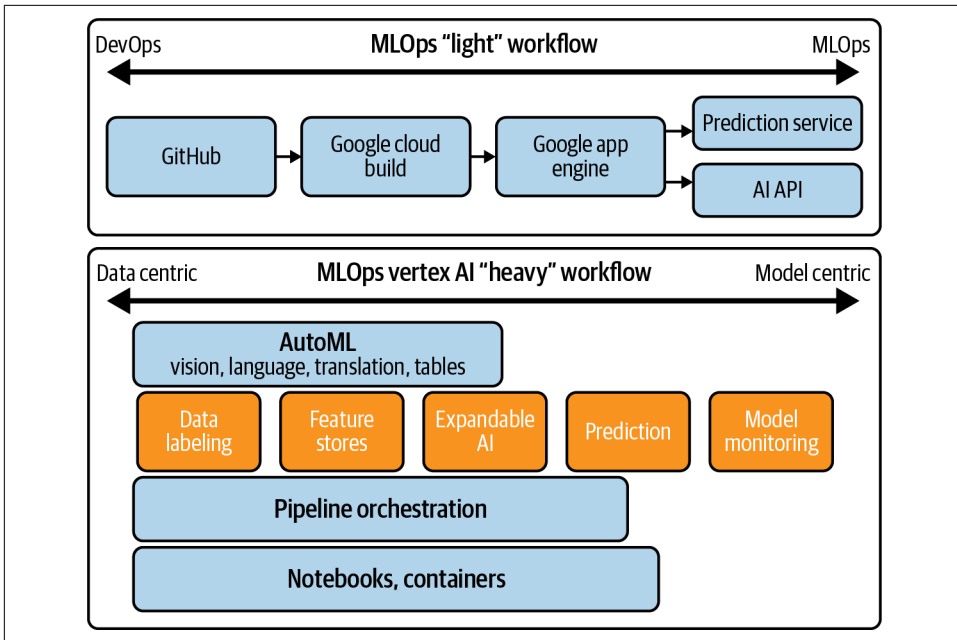 DevOps
MLOps “light” workflow
MLOps
GitHub
Google cloud
build
Google app
engine
Prediction service
AI API
Data centric
MLOps vertex AI “heavy” workflow
Model centric
AutoML
vision, language, translation, tables
Data
labeling
Feature
stores
Expandable
AI
Prediction
Model
monitoring
Pipeline orchestration
Notebooks, containers